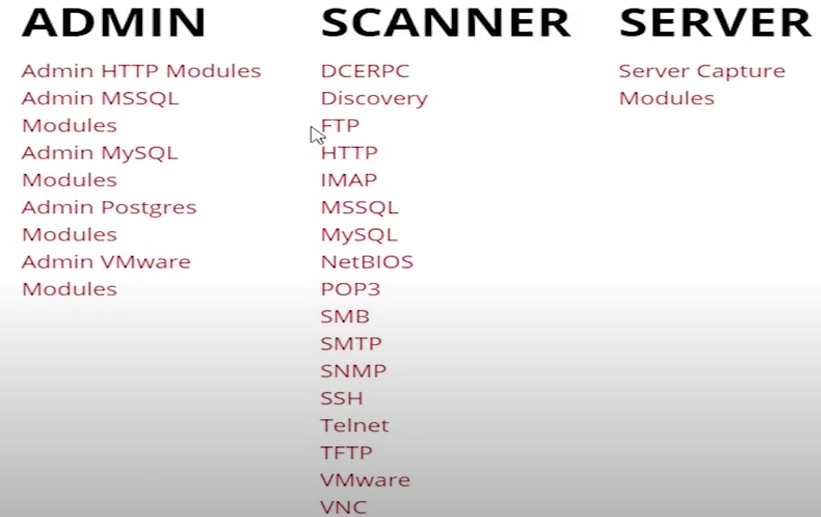 ADMIN
Admin HTTP Modules
Admin MSSQL
Modules
Admin MySQL
Modules
Admin Postgres
Modules
Admin VMware
Modules
SCANNER
DCERPC
Discovery
FTP
HTTP
IMAP
MSSQL
MySQL
NetBIOS
POP3
SMB
SMTP
SNMP
SSH
Telnet
TFTP
VMware
VNC
SERVER
Server Capture
Modules